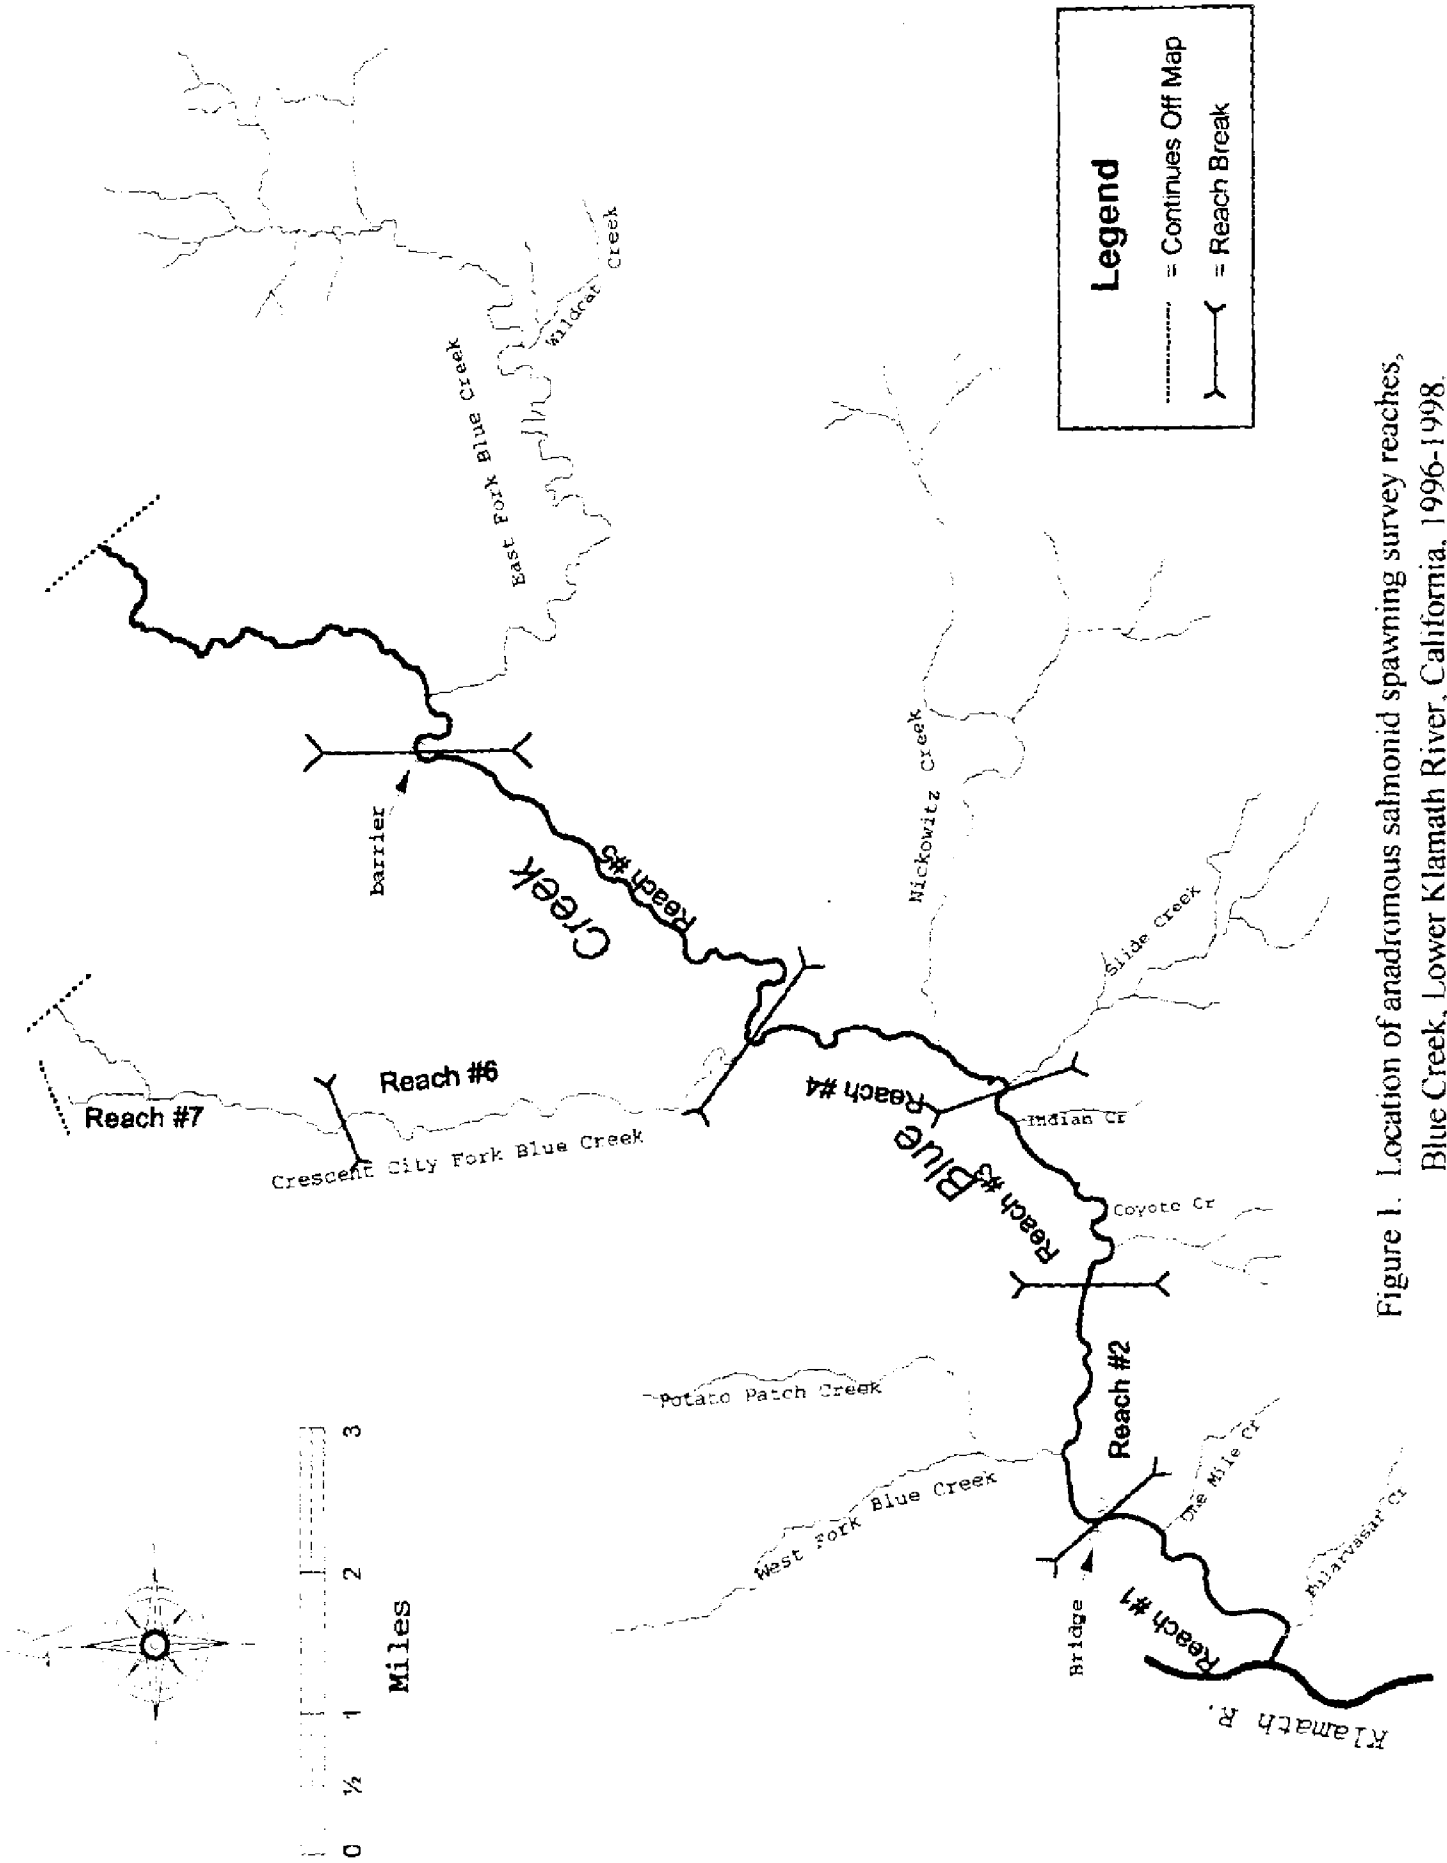 East Fork Blue Creek
Wildcat
Creek
barrier
Creek
Reach #5
Reach #7
Reach #6
Crescent City Fork Blue Creek
Nickowitz Creek
Slide Creek
Reach #4
Blue
Indian Cr
Reach #3
Coyote Cr
Potato Patch Creek
Reach #2
West Fork Blue Creek
One Mile Cr
Bridge
Reach #1
Klamath R.
0 ½ 1 2 3
Miles
Legend
= Continues Off Map
= Reach Break
Figure 1. Location of anadromous salmonid spawning survey reaches,
Blue Creek, Lower Klamath River, California, 1996-1998.